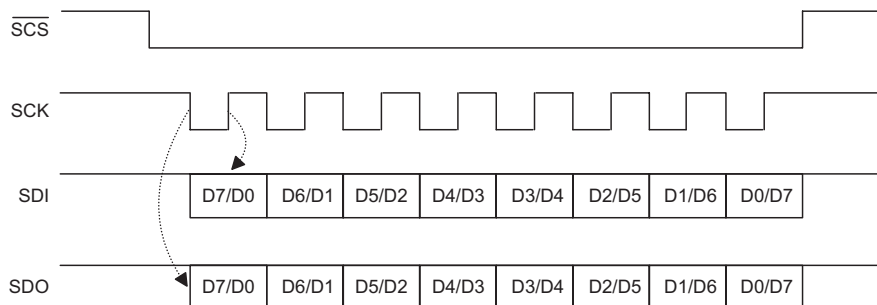 SCS
SCK
SDI D7/D0 D6/D1 D5/D2 D4/D3 D3/D4 D2/D5 D1/D6 D0/D7
SDO D7/D0 D6/D1 D5/D2 D4/D3 D3/D4 D2/D5 D1/D6 D0/D7